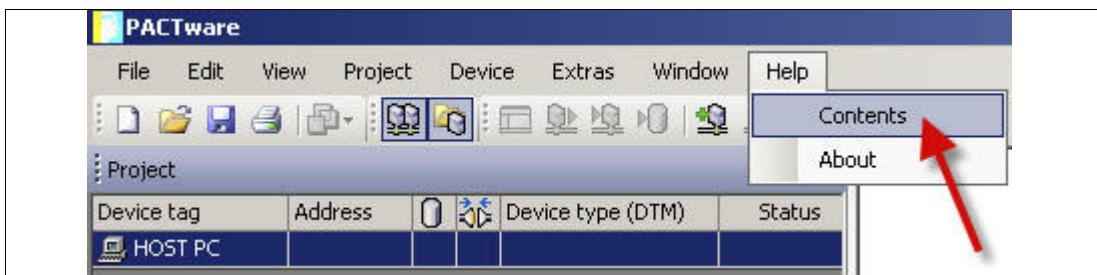 PACTware
File Edit View Project Device Extras Window Help
Contents
Project
About
Device tag Address Device type (DTM) Status
HOST PC